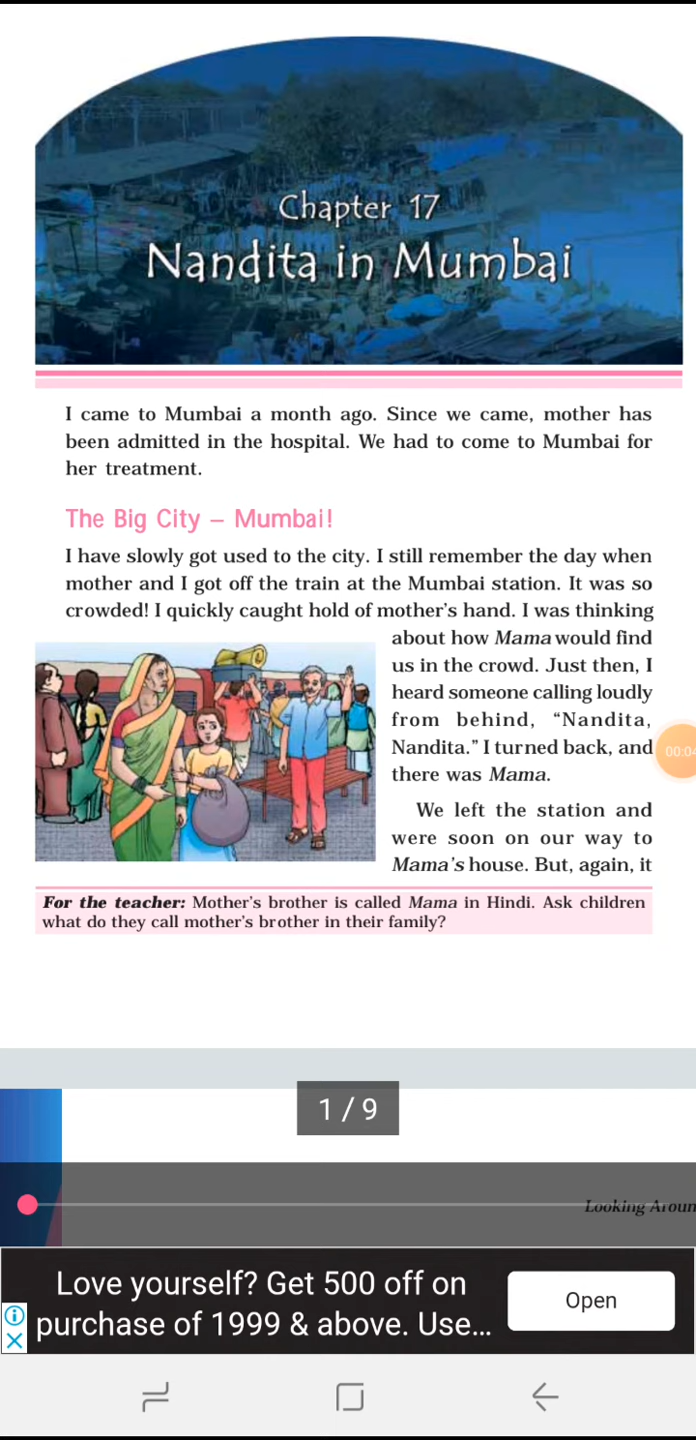 Chapter 17
Nandita in Mumbai
I came to Mumbai a month ago. Since we came, mother has
been admitted in the hospital. We had to come to Mumbai for
her treatment.
The Big City – Mumbai!
I have slowly got used to the city. I still remember the day when
mother and I got off the train at the Mumbai station. It was so
crowded! I quickly caught hold of mother's hand. I was thinking
about how Mama would find
us in the crowd. Just then, I
heard someone calling loudly
from behind, "Nandita,
Nandita." I turned back, and
there was Mama.
We left the station and
were soon on our way to
Mama's house. But, again, it
For the teacher: Mother's brother is called Mama in Hindi. Ask children
what do they call mother's brother in their family?
1 / 9
Looking
Love yourself? Get 500 off on
purchase of 1999 & above. Use...
Open